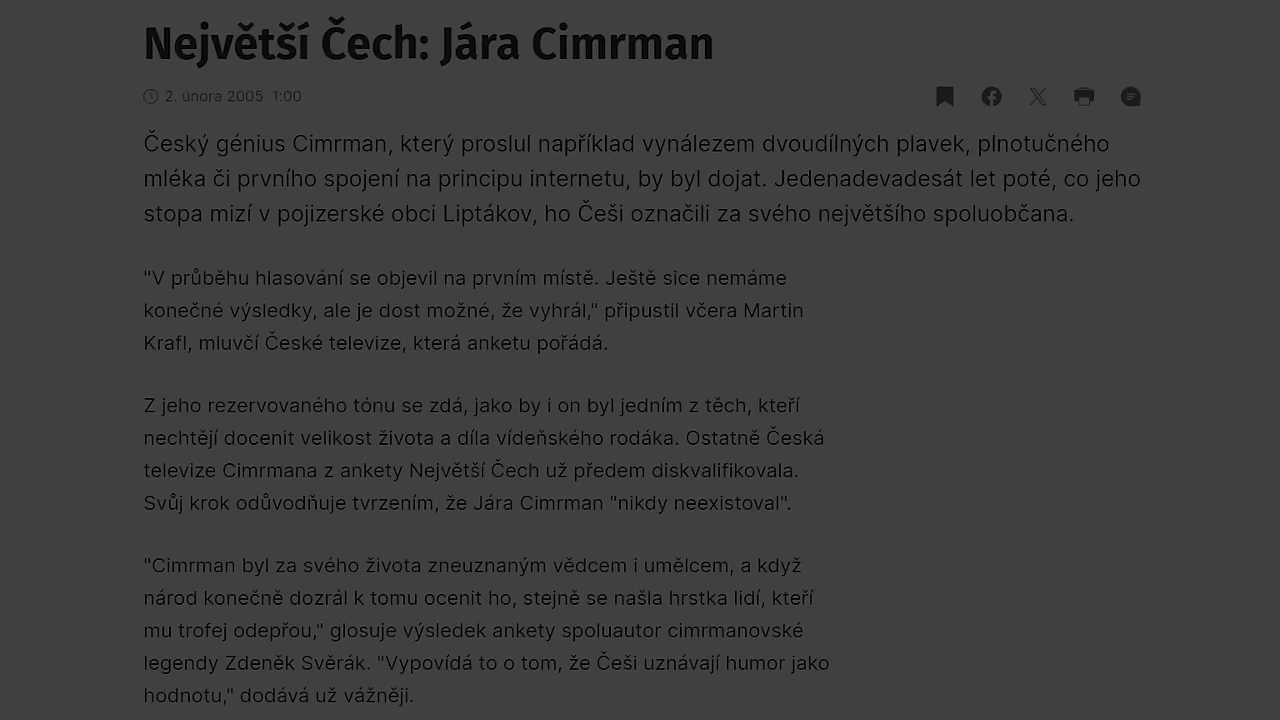 Největší Čech: Jára Cimrman
2. února 2005 1:00
Český génius Cimrman, který proslul například vynálezem dvoudílných plavek, plnotučného
mléka či prvního spojení na principu internetu, by byl dojat. Jedenadevadesát let poté, co jeho
stopa mizí v pojizerské obci Liptákov, ho Češi označili za svého největšího spoluobčana.
"V průběhu hlasování se objevil na prvním místě. Ještě sice nemáme
konečné výsledky, ale je dost možné, že vyhrál," připustil včera Martin
Krafl, mluvčí České televize, která anketu pořádá.
Z jeho rezervovaného tónu se zdá, jako by i on byl jedním z těch, kteří
nechtějí docenit velikost života a díla vídeňského rodáka. Ostatně Česká
televize Cimrmana z ankety Největší Čech už předem diskvalifikovala.
Svůj krok odůvodňuje tvrzením, že Jára Cimrman "nikdy neexistoval".
"Cimrman byl za svého života zneuznaným vědcem i umělcem, a když
národ konečně dozrál k tomu ocenit ho, stejně se našla hrstka lidí, kteří
mu trofej odepřou," glosuje výsledek ankety spoluautor cimrmanovské
legendy Zdeněk Svěrák. "Vypovídá to o tom, že Češi uznávají humor jako
hodnotu," dodává už vážněji.